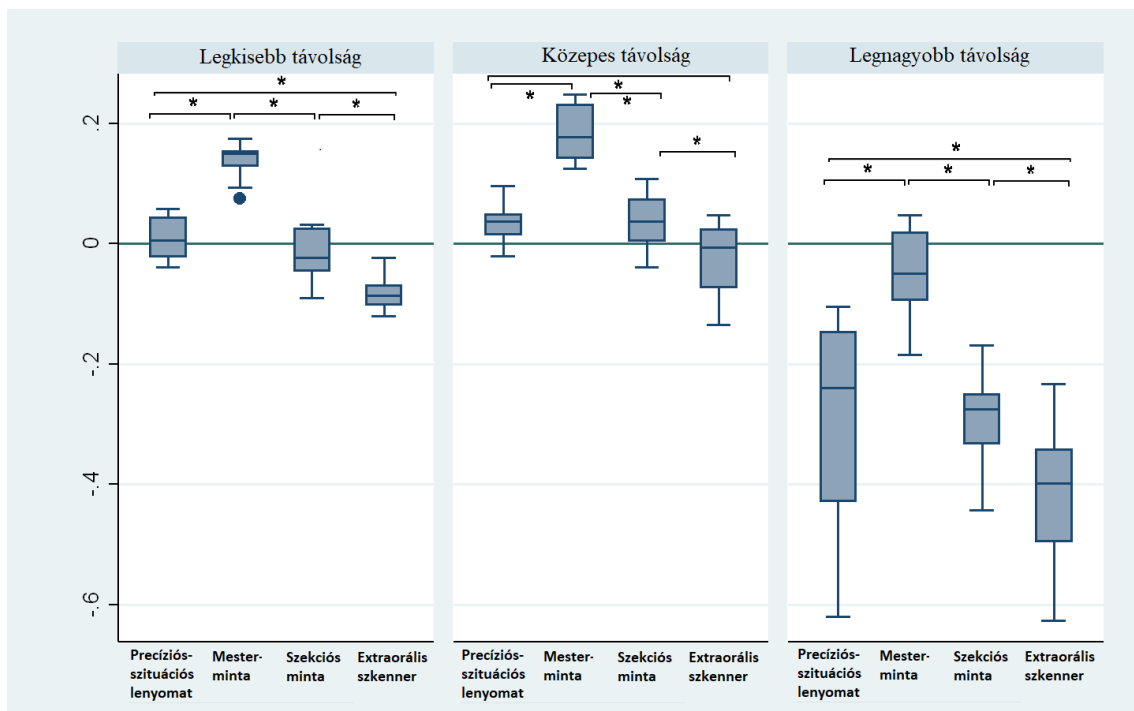 Legkisebb távolság
Közepes távolság
Legnagyobb távolság
* * * *
* * * *
* * * *
.2
0
-.2
-.4
-.6
Precíziós-
szituációs
lenyomat
Mester-
minta
Szekciós
minta
Extraorális
szkenner
Precíziós-
szituációs
lenyomat
Mester-
minta
Szekciós
minta
Extraorális
szkenner
Precíziós-
szituációs
lenyomat
Mester-
minta
Szekciós
minta
Extraorális
szkenner